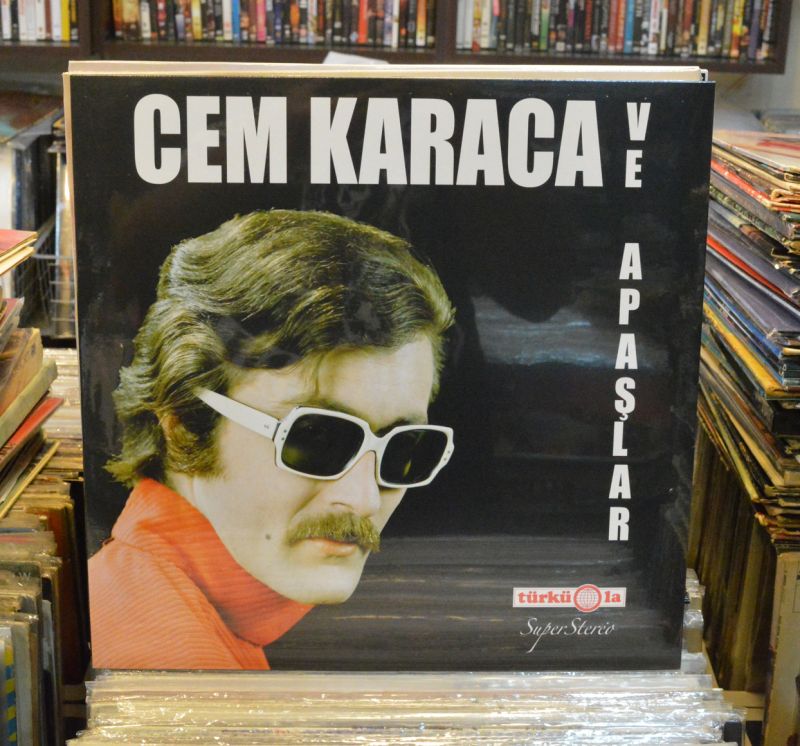 CEM KARACA
VE
APAŞLAR
türküola
SuperStereo